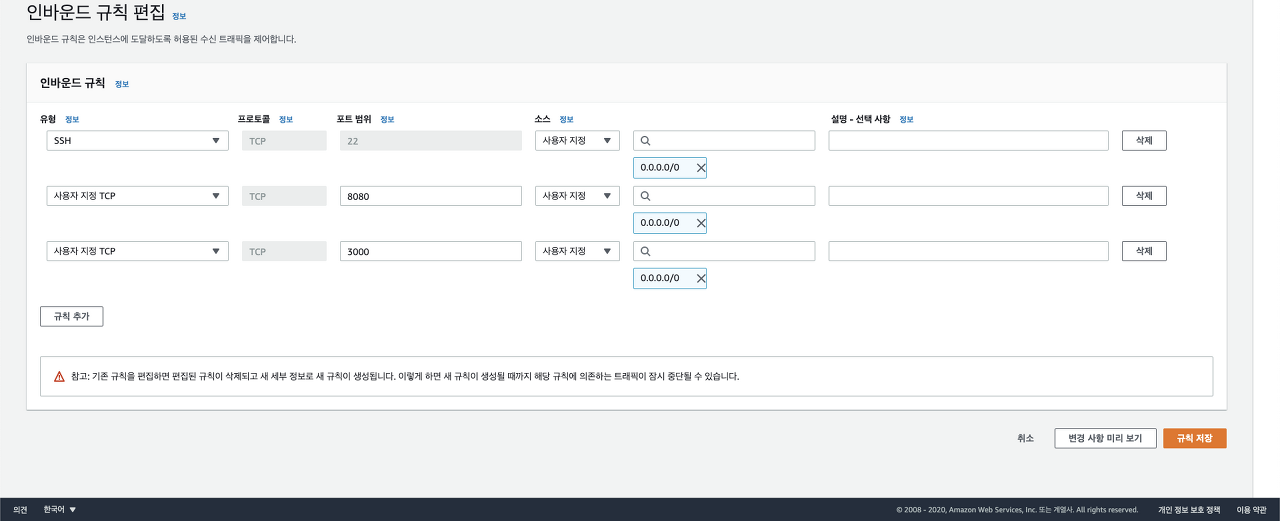 인바운드 규칙 편집 정보
인바운드 규칙은 인스턴스에 도달하도록 허용된 수신 트래픽을 제어합니다.
인바운드 규칙 정보
유형 정보 프로토콜 정보 포트 범위 정보 소스 정보 설명 - 선택 사항 정보
SSH TCP 22 사용자 지정 삭제
0.0.0.0/0
사용자 지정 TCP TCP 8080 사용자 지정 삭제
0.0.0.0/0
사용자 지정 TCP TCP 3000 사용자 지정 삭제
0.0.0.0/0
규칙 추가
참고: 기존 규칙을 편집하면 편집된 규칙이 삭제되고 새 세부 정보로 새 규칙이 생성됩니다. 이렇게 하면 새 규칙이 생성될 때까지 해당 규칙에 의존하는 트래픽이 잠시 중단될 수 있습니다.
취소 변경 사항 미리 보기 규칙 저장
의견 한국어 © 2008 - 2020, Amazon Web Services, Inc. 또는 계열사. All rights reserved. 개인 정보 보호 정책 이용 약관